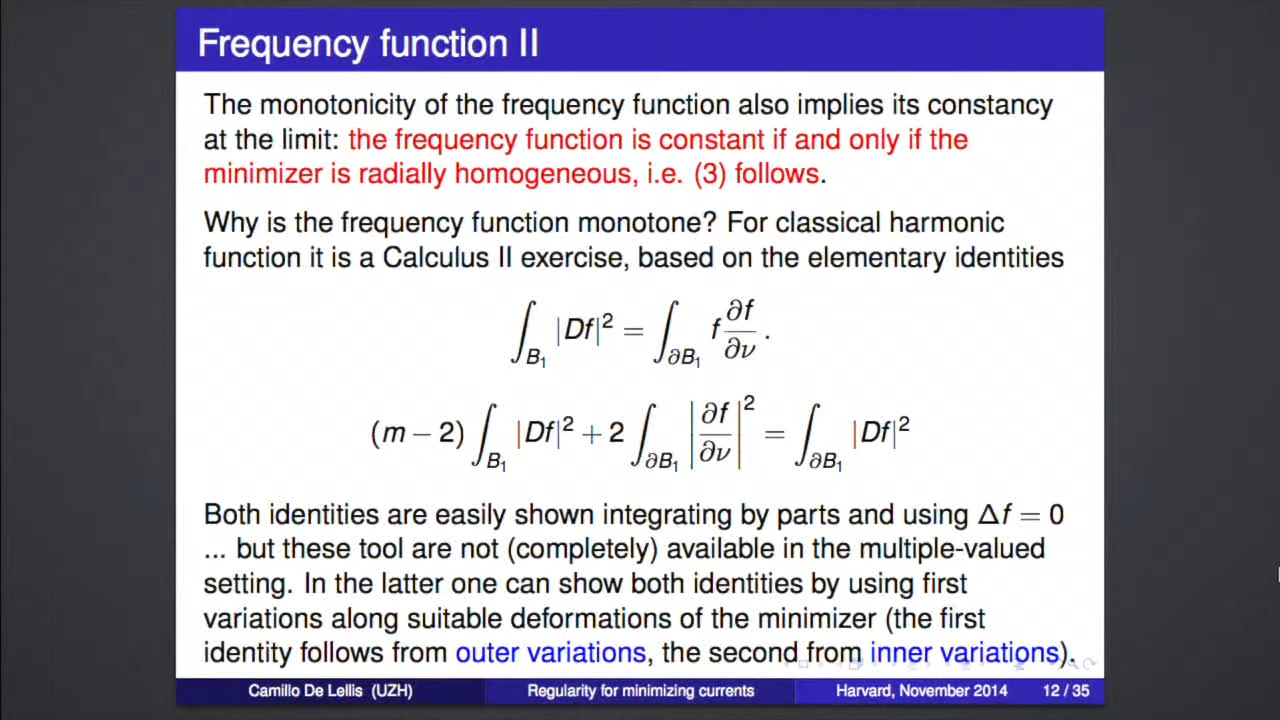 Frequency function II
The monotonicity of the frequency function also implies its constancy
at the limit: the frequency function is constant if and only if the
minimizer is radially homogeneous, i.e. (3) follows.
Why is the frequency function monotone? For classical harmonic
function it is a Calculus II exercise, based on the elementary identities
∫_{B₁} |Df|² = ∫_{∂B₁} f ∂f/∂ν .
(m − 2) ∫_{B₁} |Df|² + 2 ∫_{∂B₁} |∂f/∂ν|² = ∫_{∂B₁} |Df|²
Both identities are easily shown integrating by parts and using Δf = 0
... but these tool are not (completely) available in the multiple-valued
setting. In the latter one can show both identities by using first
variations along suitable deformations of the minimizer (the first
identity follows from outer variations, the second from inner variations).
Camillo De Lellis (UZH) Regularity for minimizing currents Harvard, November 2014 12 / 35